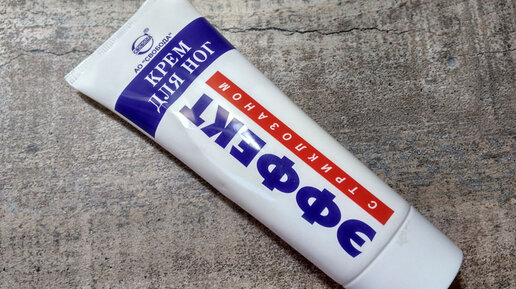 АО "СВОБОДА"
КРЕМ
ДЛЯ НОГ
ЭФФЕКТ
С ТРИКЛОЗАНОМ